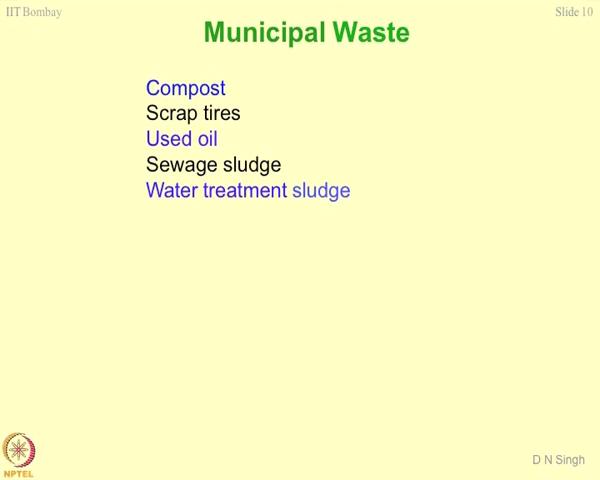 IIT Bombay
Slide 10
Municipal Waste
Compost
Scrap tires
Used oil
Sewage sludge
Water treatment sludge
NPTEL
D N Singh